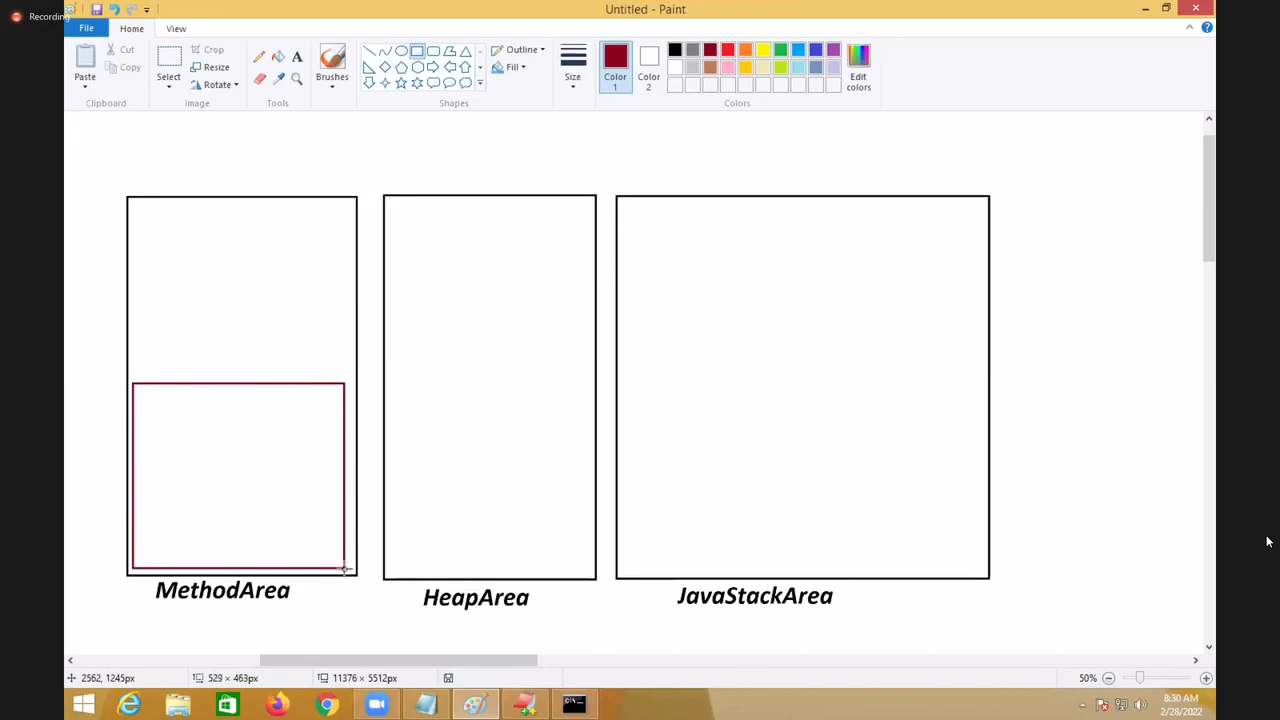 Recording
Untitled - Paint
File
Home
View
Paste
Cut
Copy
Clipboard
Select
Crop
Resize
Rotate
Image
A
Tools
Brushes
Outline
Fill
Shapes
Size
Color
1
Color
2
Edit
colors
Colors
MethodArea
HeapArea
JavaStackArea
2562, 1245px
523 × 463px
11376 × 5512px
50%
8:30 AM
2/28/2022